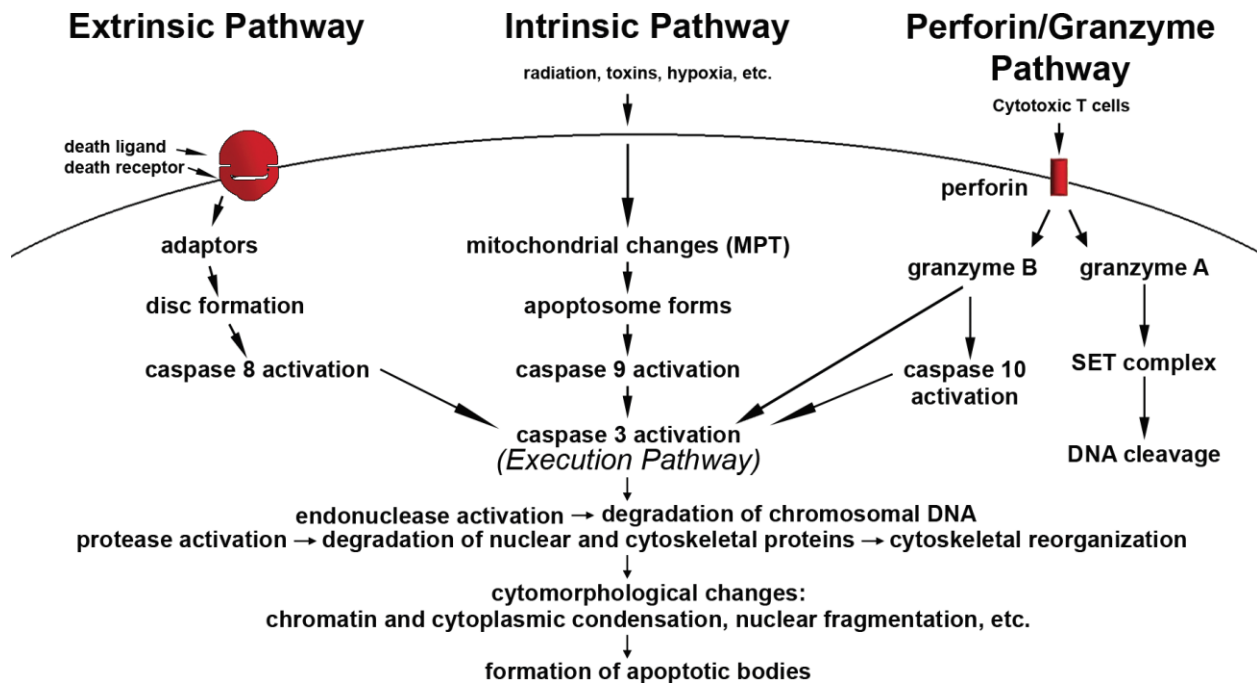 Extrinsic Pathway
Intrinsic Pathway
Perforin/Granzyme
Pathway
radiation, toxins, hypoxia, etc.
Cytotoxic T cells
death ligand
death receptor
perforin
adaptors
mitochondrial changes (MPT)
granzyme B
granzyme A
disc formation
apoptosome forms
caspase 8 activation
caspase 9 activation
caspase 10
activation
SET complex
caspase 3 activation
(Execution Pathway)
DNA cleavage
endonuclease activation → degradation of chromosomal DNA
protease activation → degradation of nuclear and cytoskeletal proteins → cytoskeletal reorganization
cytomorphological changes:
chromatin and cytoplasmic condensation, nuclear fragmentation, etc.
formation of apoptotic bodies